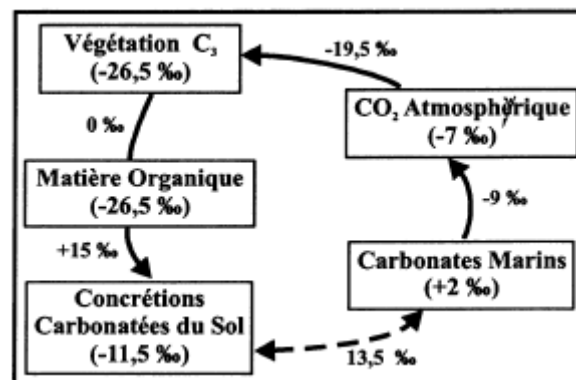 Végétation C₃
(-26,5 ‰)
-19,5 ‰
CO₂ Atmosphérique
(-7 ‰)
0 ‰
Matière Organique
(-26,5 ‰)
-9 ‰
+15 ‰
Carbonates Marins
(+2 ‰)
Concrétions
Carbonatées du Sol
(-11,5 ‰)
13,5 ‰